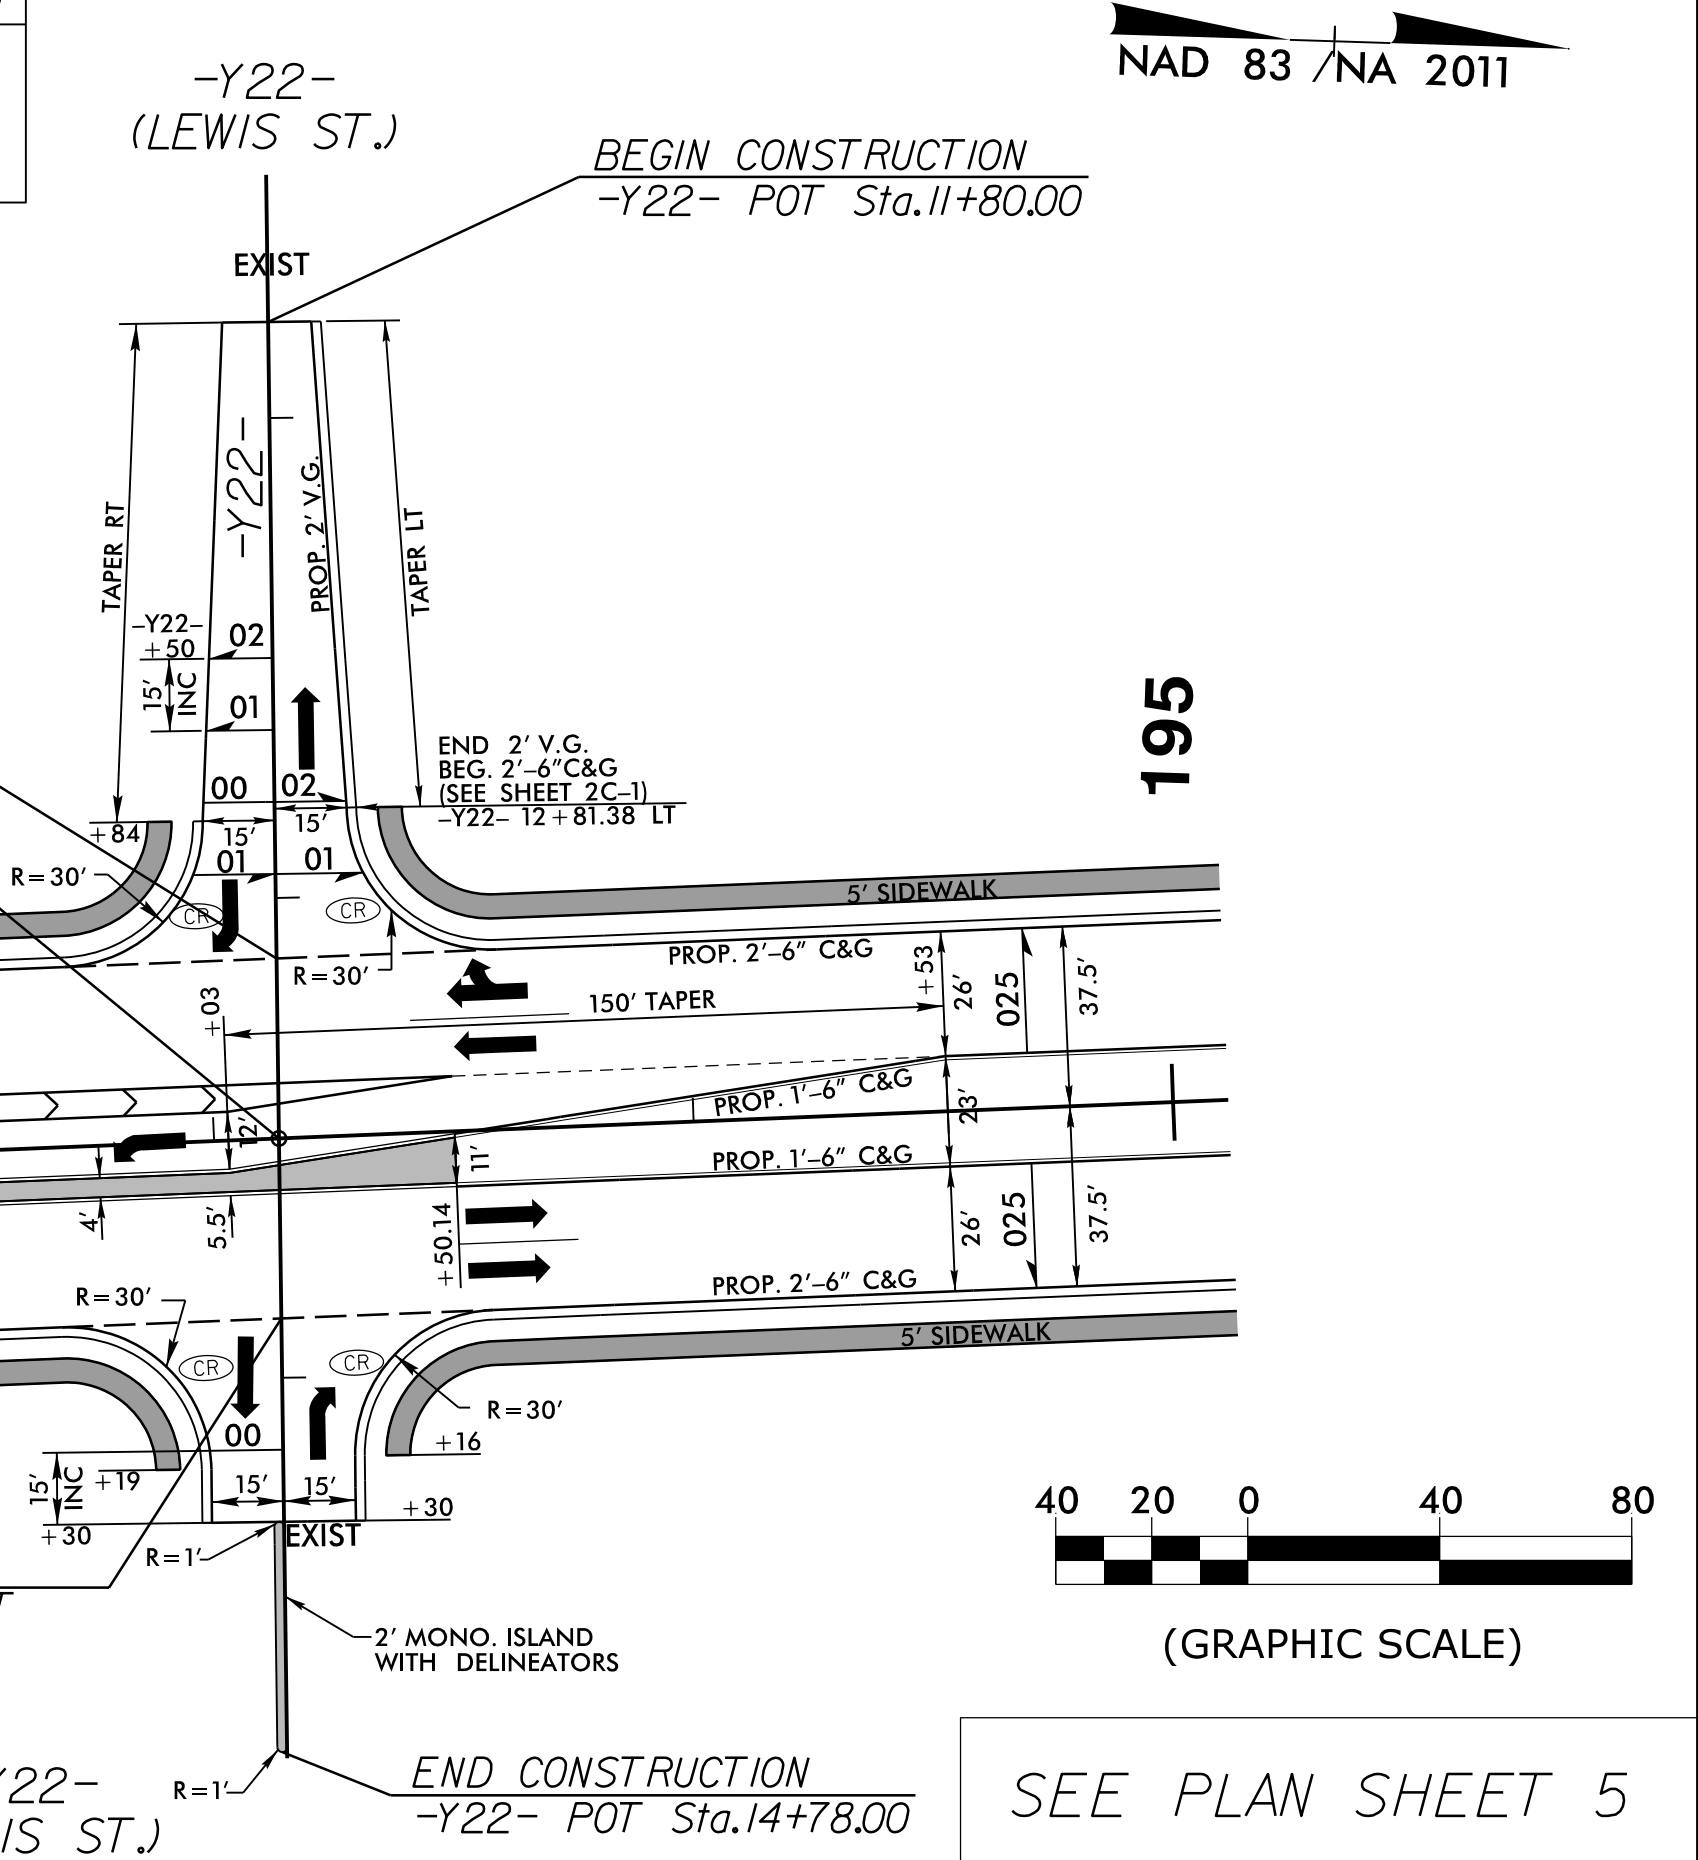 NAD 83 /NA 2011
-Y22-
(LEWIS ST.)
BEGIN CONSTRUCTION
-Y22- POT Sta.11+80.00
EXIST
-Y22-
PROP. 2' V.G.
TAPER RT
TAPER LT
-Y22-
+50
02
15'
INC
01
195
END 2' V.G.
BEG. 2'-6"C&G
(SEE SHEET 2C-1)
-Y22- 12+81.38 LT
00
02
+84
15'
15'
01
01
R=30'
CR
CR
5' SIDEWALK
PROP. 2'-6" C&G
R=30'
+03
150' TAPER
+53
26'
025
37.5'
PROP. 1'-6" C&G
23'
12'
11'
PROP. 1'-6" C&G
4'
5.5'
+50.14
26'
025
37.5'
PROP. 2'-6" C&G
R=30'
5' SIDEWALK
CR
CR
R=30'
00
+16
15'
INC
+19
15'
15'
+30
+30
EXIST
R=1'
40 20 0 40 80
(GRAPHIC SCALE)
2' MONO. ISLAND
WITH DELINEATORS
R=1'
END CONSTRUCTION
-Y22- POT Sta.14+78.00
Y22-
IS ST.)
SEE PLAN SHEET 5